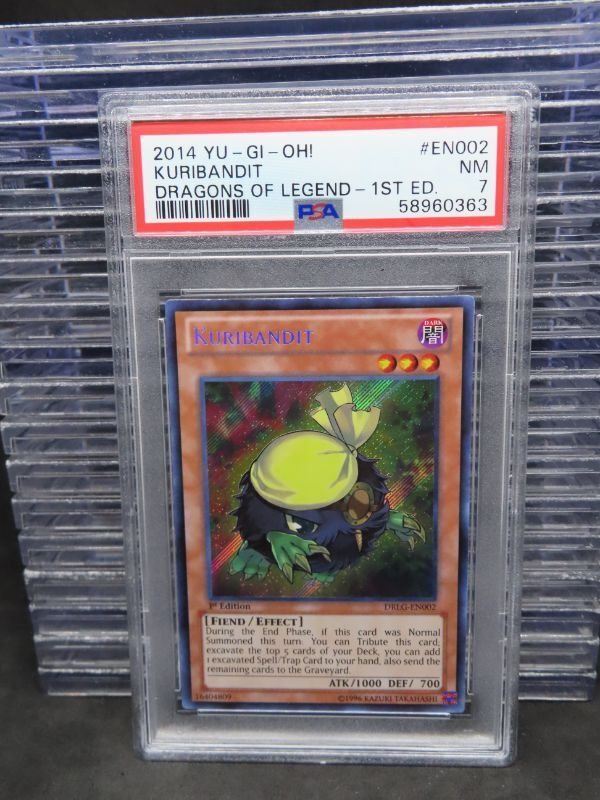 2014 YU-GI-OH! #EN002
KURIBANDIT NM
DRAGONS OF LEGEND-1ST ED. 7
PSA 58960363
KURIBANDIT
DARK
闇
1st Edition DRLG-EN002
[FIEND/EFFECT]
During the End Phase, if this card was Normal
Summoned this turn: You can Tribute this card;
excavate the top 5 cards of your Deck, you can add
1 excavated Spell/Trap Card to your hand, also send the
remaining cards to the Graveyard.
ATK/1000 DEF/ 700
16404809 ©1996 KAZUKI TAKAHASHI